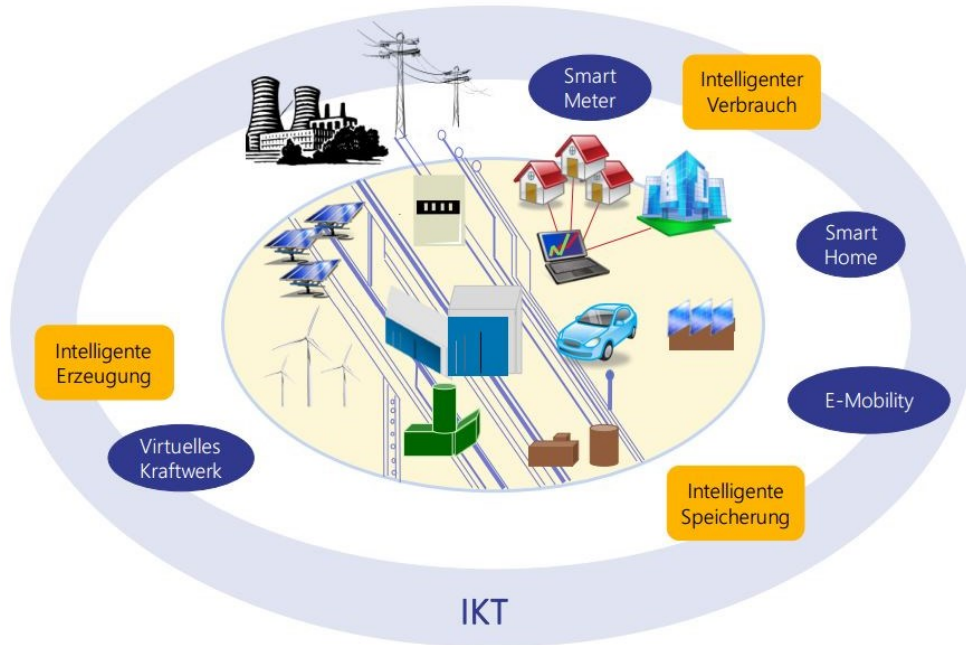 Smart
Meter
Intelligenter
Verbrauch
Smart
Home
Intelligente
Erzeugung
E-Mobility
Virtuelles
Kraftwerk
Intelligente
Speicherung
IKT